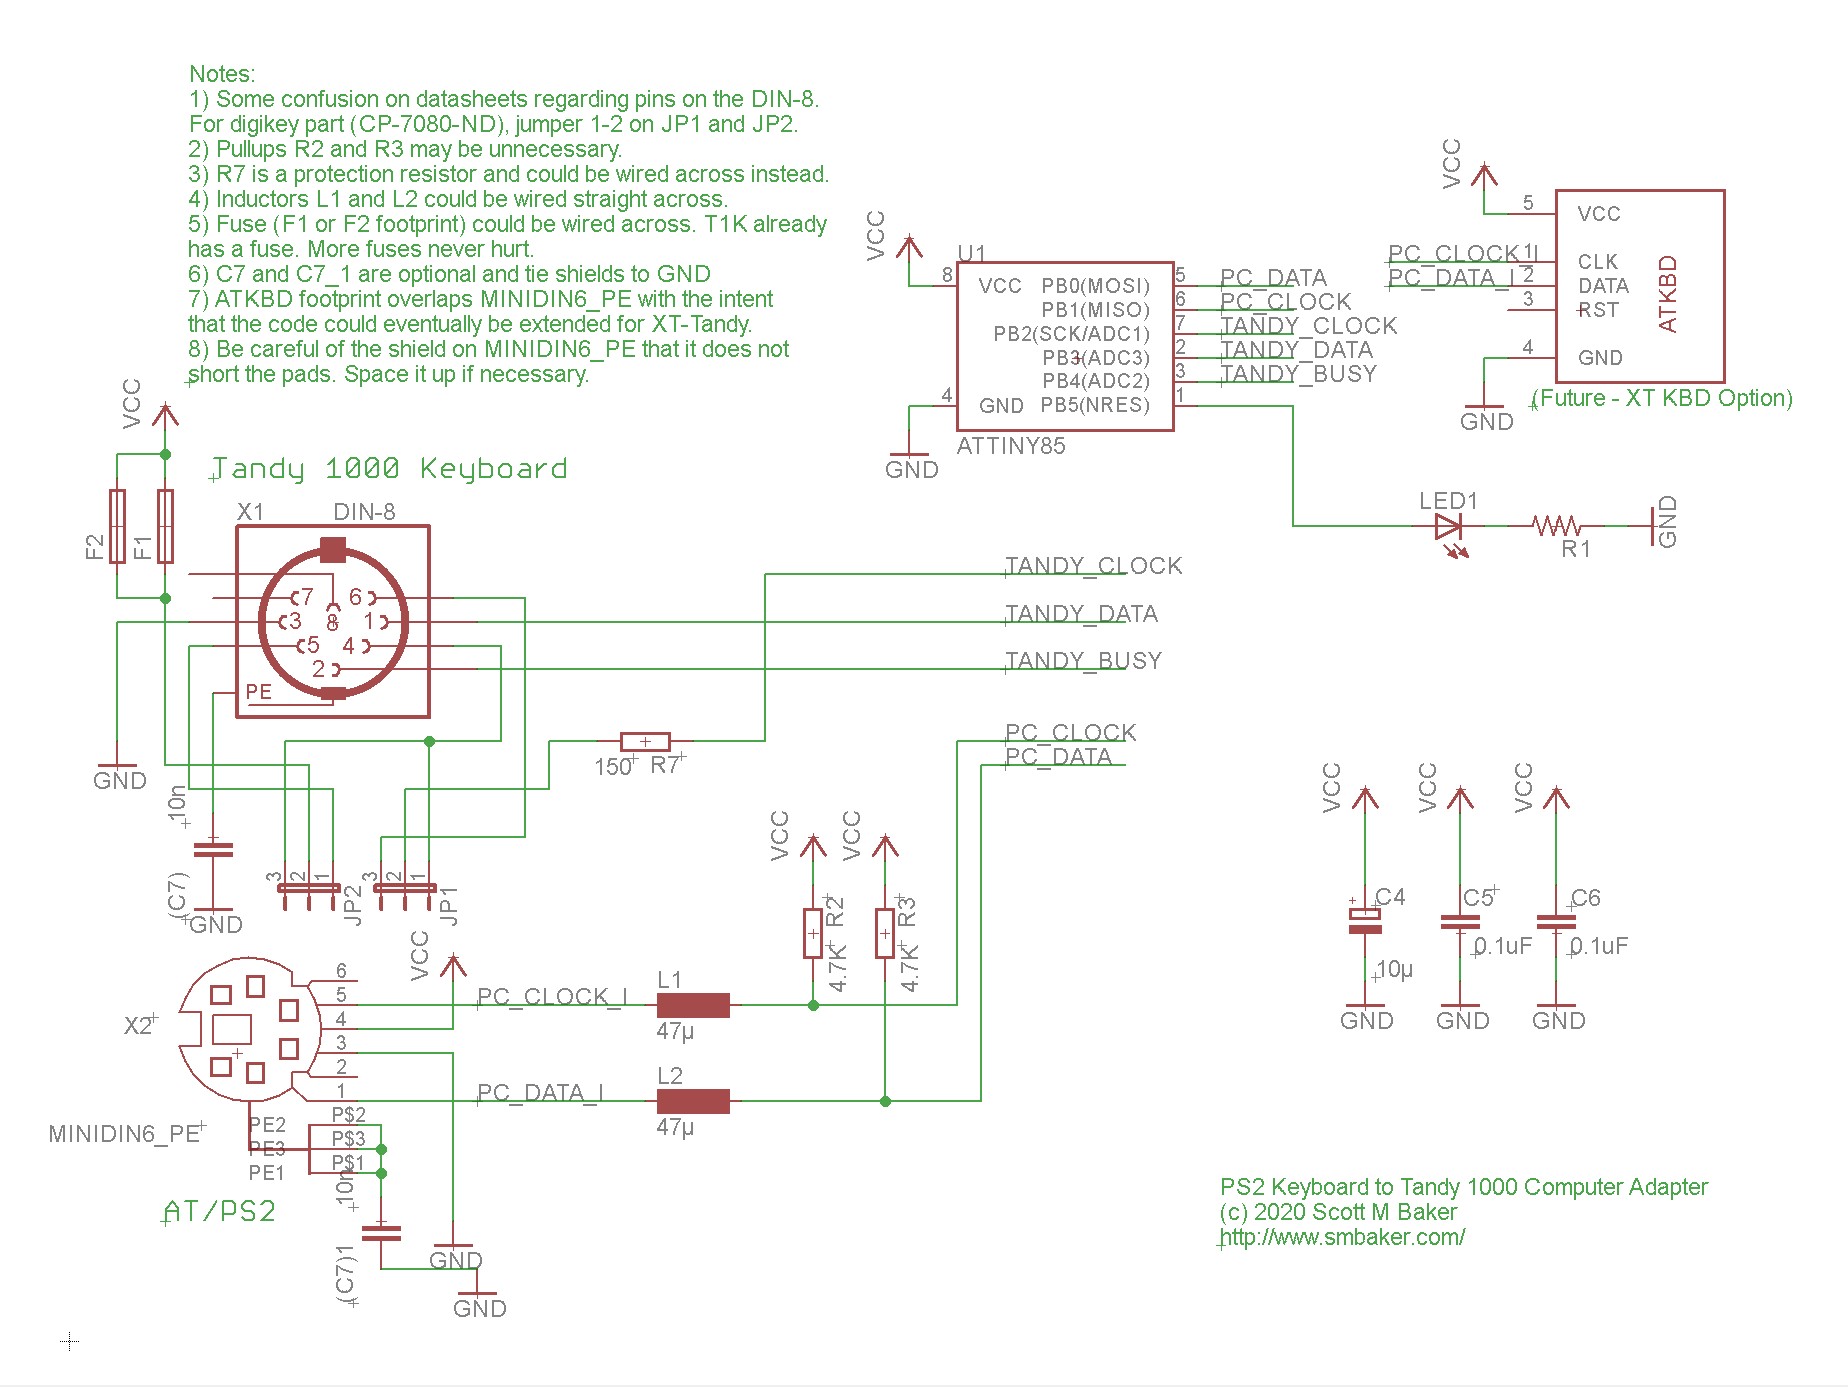 Notes:
1) Some confusion on datasheets regarding pins on the DIN-8.
For digikey part (CP-7080-ND), jumper 1-2 on JP1 and JP2.
2) Pullups R2 and R3 may be unnecessary.
3) R7 is a protection resistor and could be wired across instead.
4) Inductors L1 and L2 could be wired straight across.
5) Fuse (F1 or F2 footprint) could be wired across. T1K already
has a fuse. More fuses never hurt.
6) C7 and C7_1 are optional and tie shields to GND
7) ATKBD footprint overlaps MINIDIN6_PE with the intent
that the code could eventually be extended for XT-Tandy.
8) Be careful of the shield on MINIDIN6_PE that it does not
short the pads. Space it up if necessary.
VCC
U1
8 VCC PB0(MOSI) 5 PC_DATA
PB1(MISO) 6 PC_CLOCK
PB2(SCK/ADC1) 7 TANDY_CLOCK
PB3(ADC3) 2 TANDY_DATA
PB4(ADC2) 3 TANDY_BUSY
4 GND PB5(NRES) 1
ATTINY85
GND
VCC
5 VCC
PC_CLOCK_I 1 CLK
PC_DATA_I 2 DATA
3 RST
4 GND
ATKBD
GND
(Future - XT KBD Option)
LED1
R1
GND
VCC
F2
F1
Tandy 1000 Keyboard
X1 DIN-8
7 6
3 8 1
5 4
2
PE
GND
TANDY_CLOCK
TANDY_DATA
TANDY_BUSY
PC_CLOCK
PC_DATA
150 R7
10n
(C7)
GND
3 2 1 JP2
3 2 1 JP1
VCC
VCC
VCC
R2
4.7K
R3
4.7K
X2
6
5
4
3
2
1
PC_CLOCK_I
L1
47µ
PC_DATA_I
L2
47µ
MINIDIN6_PE
PE2 P$2
PE3 P$3
PE1 P$1
10n
(C7)1
AT/PS2
GND
GND
VCC
VCC
VCC
+
C4
10µ
C5
0.1uF
C6
0.1uF
GND
GND
GND
PS2 Keyboard to Tandy 1000 Computer Adapter
(c) 2020 Scott M Baker
http://www.smbaker.com/